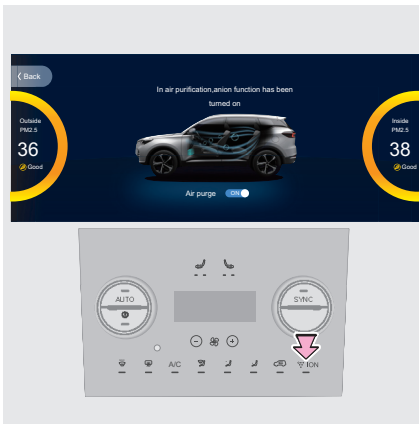 Back
In air purification,anion function has been
turned on
Outside
PM2.5
36
Good
Inside
PM2.5
38
Good
Air purge ON
AUTO
SYNC
A/C
ION